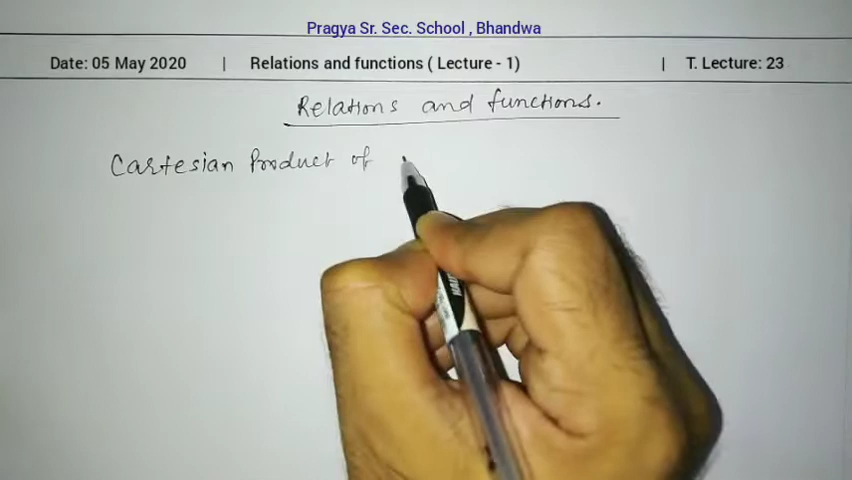 Pragya Sr. Sec. School , Bhandwa
Date: 05 May 2020 | Relations and functions ( Lecture - 1) | T. Lecture: 23
Relations and functions.
Cartesian Product of